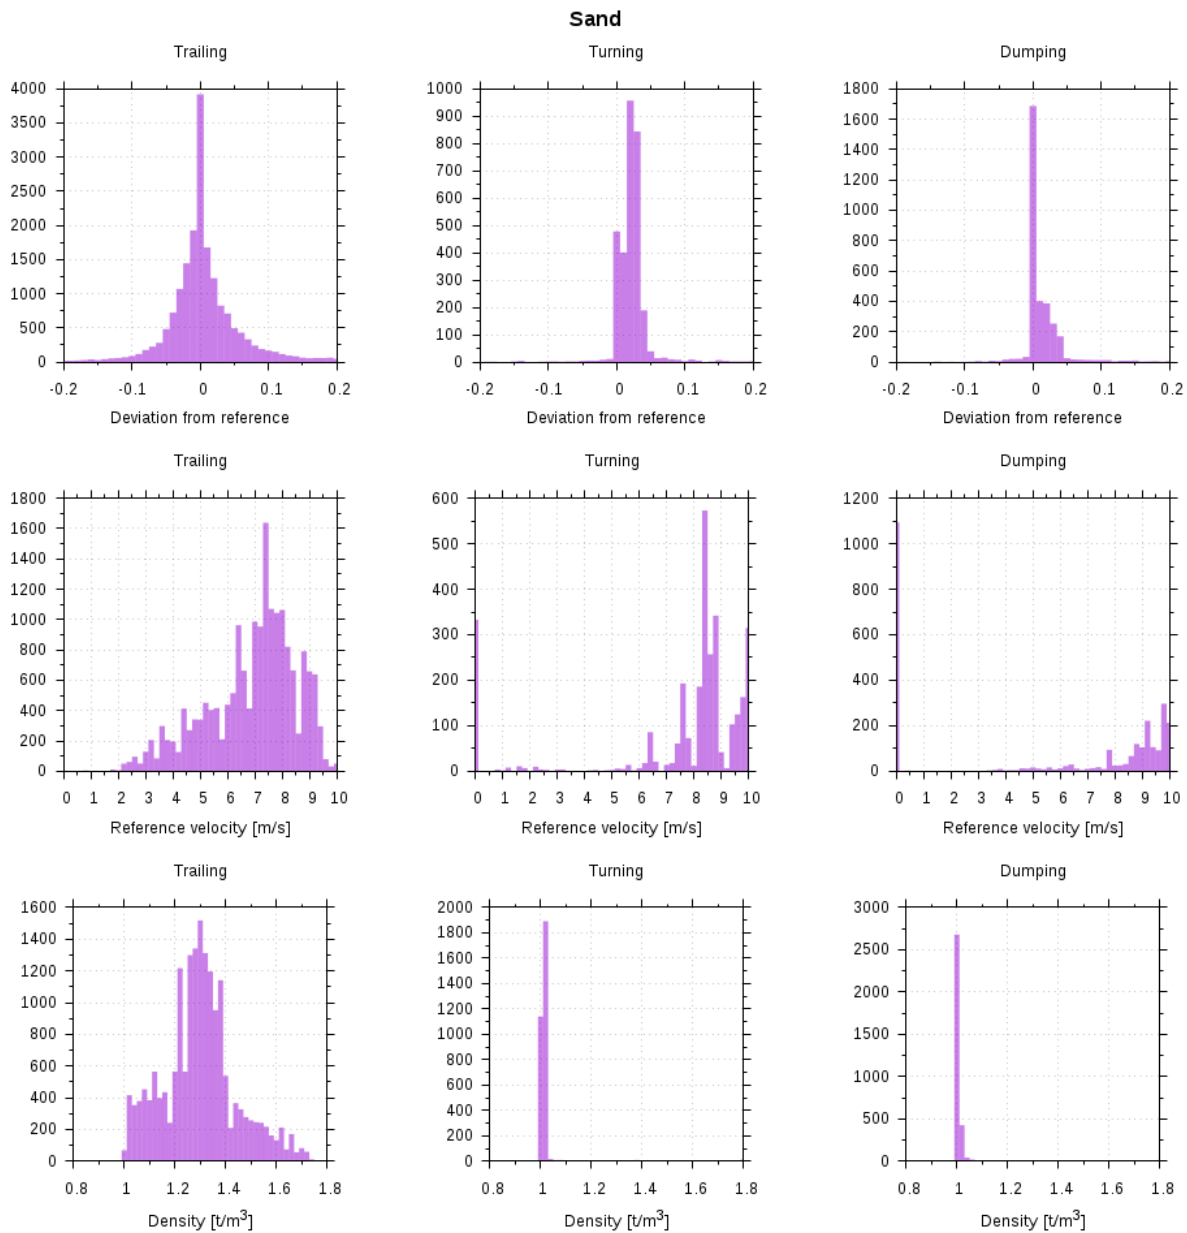 Sand
Trailing
Turning
Dumping
4000
3500
3000
2500
2000
1500
1000
500
0
-0.2 -0.1 0 0.1 0.2
Deviation from reference
1000
900
800
700
600
500
400
300
200
100
0
-0.2 -0.1 0 0.1 0.2
Deviation from reference
1800
1600
1400
1200
1000
800
600
400
200
0
-0.2 -0.1 0 0.1 0.2
Deviation from reference
Trailing
Turning
Dumping
1800
1600
1400
1200
1000
800
600
400
200
0
0 1 2 3 4 5 6 7 8 9 10
Reference velocity [m/s]
600
500
400
300
200
100
0
0 1 2 3 4 5 6 7 8 9 10
Reference velocity [m/s]
1200
1000
800
600
400
200
0
0 1 2 3 4 5 6 7 8 9 10
Reference velocity [m/s]
Trailing
Turning
Dumping
1600
1400
1200
1000
800
600
400
200
0
0.8 1 1.2 1.4 1.6 1.8
Density [t/m³]
2000
1800
1600
1400
1200
1000
800
600
400
200
0
0.8 1 1.2 1.4 1.6 1.8
Density [t/m³]
3000
2500
2000
1500
1000
500
0
0.8 1 1.2 1.4 1.6 1.8
Density [t/m³]